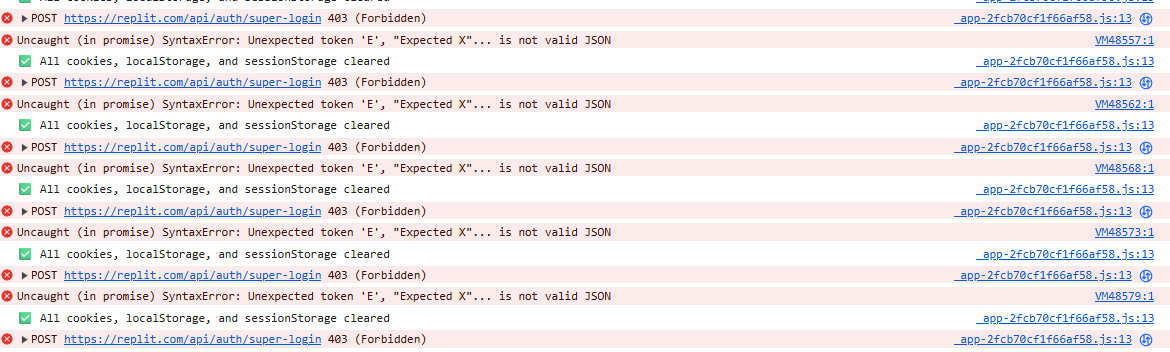 All cookies, localStorage, and sessionStorage cleared _app-2fcb70cf1f66af58.js:13
POST https://replit.com/api/auth/super-login 403 (Forbidden) _app-2fcb70cf1f66af58.js:13
Uncaught (in promise) SyntaxError: Unexpected token 'E', "Expected X"... is not valid JSON VM48557:1
All cookies, localStorage, and sessionStorage cleared _app-2fcb70cf1f66af58.js:13
POST https://replit.com/api/auth/super-login 403 (Forbidden) _app-2fcb70cf1f66af58.js:13
Uncaught (in promise) SyntaxError: Unexpected token 'E', "Expected X"... is not valid JSON VM48562:1
All cookies, localStorage, and sessionStorage cleared _app-2fcb70cf1f66af58.js:13
POST https://replit.com/api/auth/super-login 403 (Forbidden) _app-2fcb70cf1f66af58.js:13
Uncaught (in promise) SyntaxError: Unexpected token 'E', "Expected X"... is not valid JSON VM48568:1
All cookies, localStorage, and sessionStorage cleared _app-2fcb70cf1f66af58.js:13
POST https://replit.com/api/auth/super-login 403 (Forbidden) _app-2fcb70cf1f66af58.js:13
Uncaught (in promise) SyntaxError: Unexpected token 'E', "Expected X"... is not valid JSON VM48573:1
All cookies, localStorage, and sessionStorage cleared _app-2fcb70cf1f66af58.js:13
POST https://replit.com/api/auth/super-login 403 (Forbidden) _app-2fcb70cf1f66af58.js:13
Uncaught (in promise) SyntaxError: Unexpected token 'E', "Expected X"... is not valid JSON VM48579:1
All cookies, localStorage, and sessionStorage cleared _app-2fcb70cf1f66af58.js:13
POST https://replit.com/api/auth/super-login 403 (Forbidden) _app-2fcb70cf1f66af58.js:13